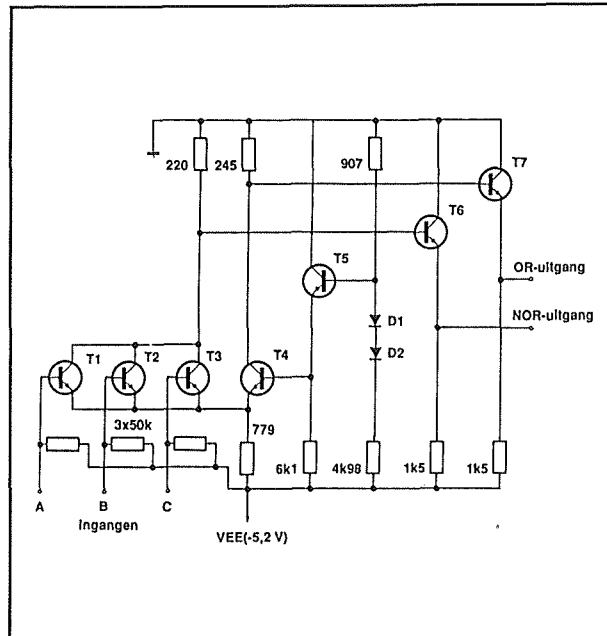 220
245
907
T7
T6
T5
OR-uitgang
NOR-uitgang
D1
D2
T1
T2
T3
T4
3x50k
779
6k1
4k98
1k5
1k5
A
B
C
Ingangen
VEE(-5,2 V)